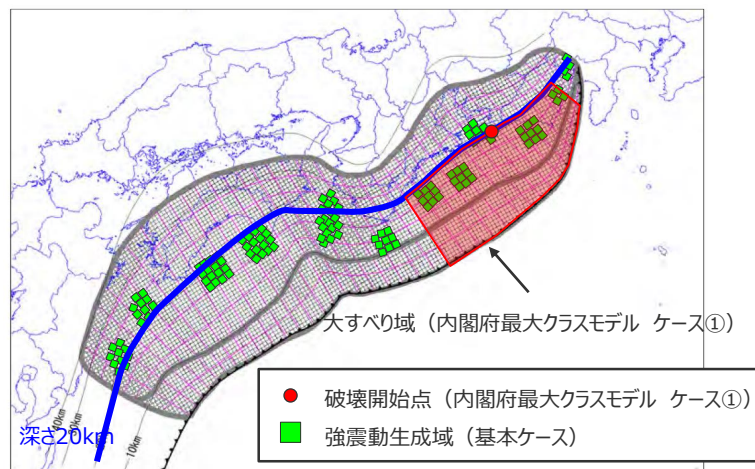 大すべり域（内閣府最大クラスモデル ケース①）
破壊開始点（内閣府最大クラスモデル ケース①）
強震動生成域（基本ケース）
深さ20km
40km
10km